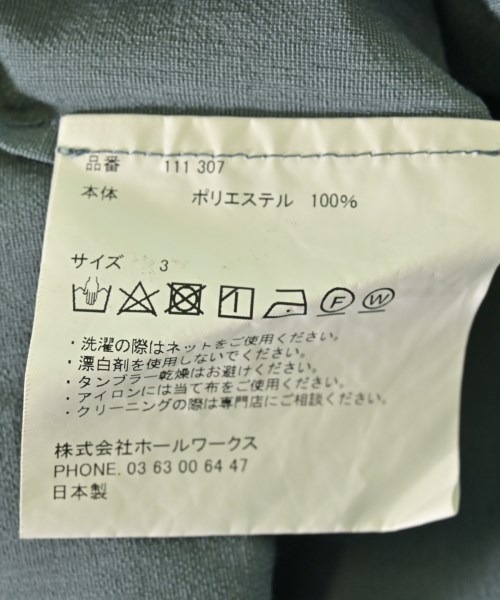 品番 111 307
本体 ポリエステル 100%
サイズ 3
F W
・洗濯の際はネットをご使用ください。
・漂白剤を使用しないでください。
・タンブラー乾燥はお避けください。
・アイロンには当て布をご使用ください。
・クリーニングの際は専門店にご相談ください。
株式会社ホールワークス
PHONE. 03 63 00 64 47
日本製